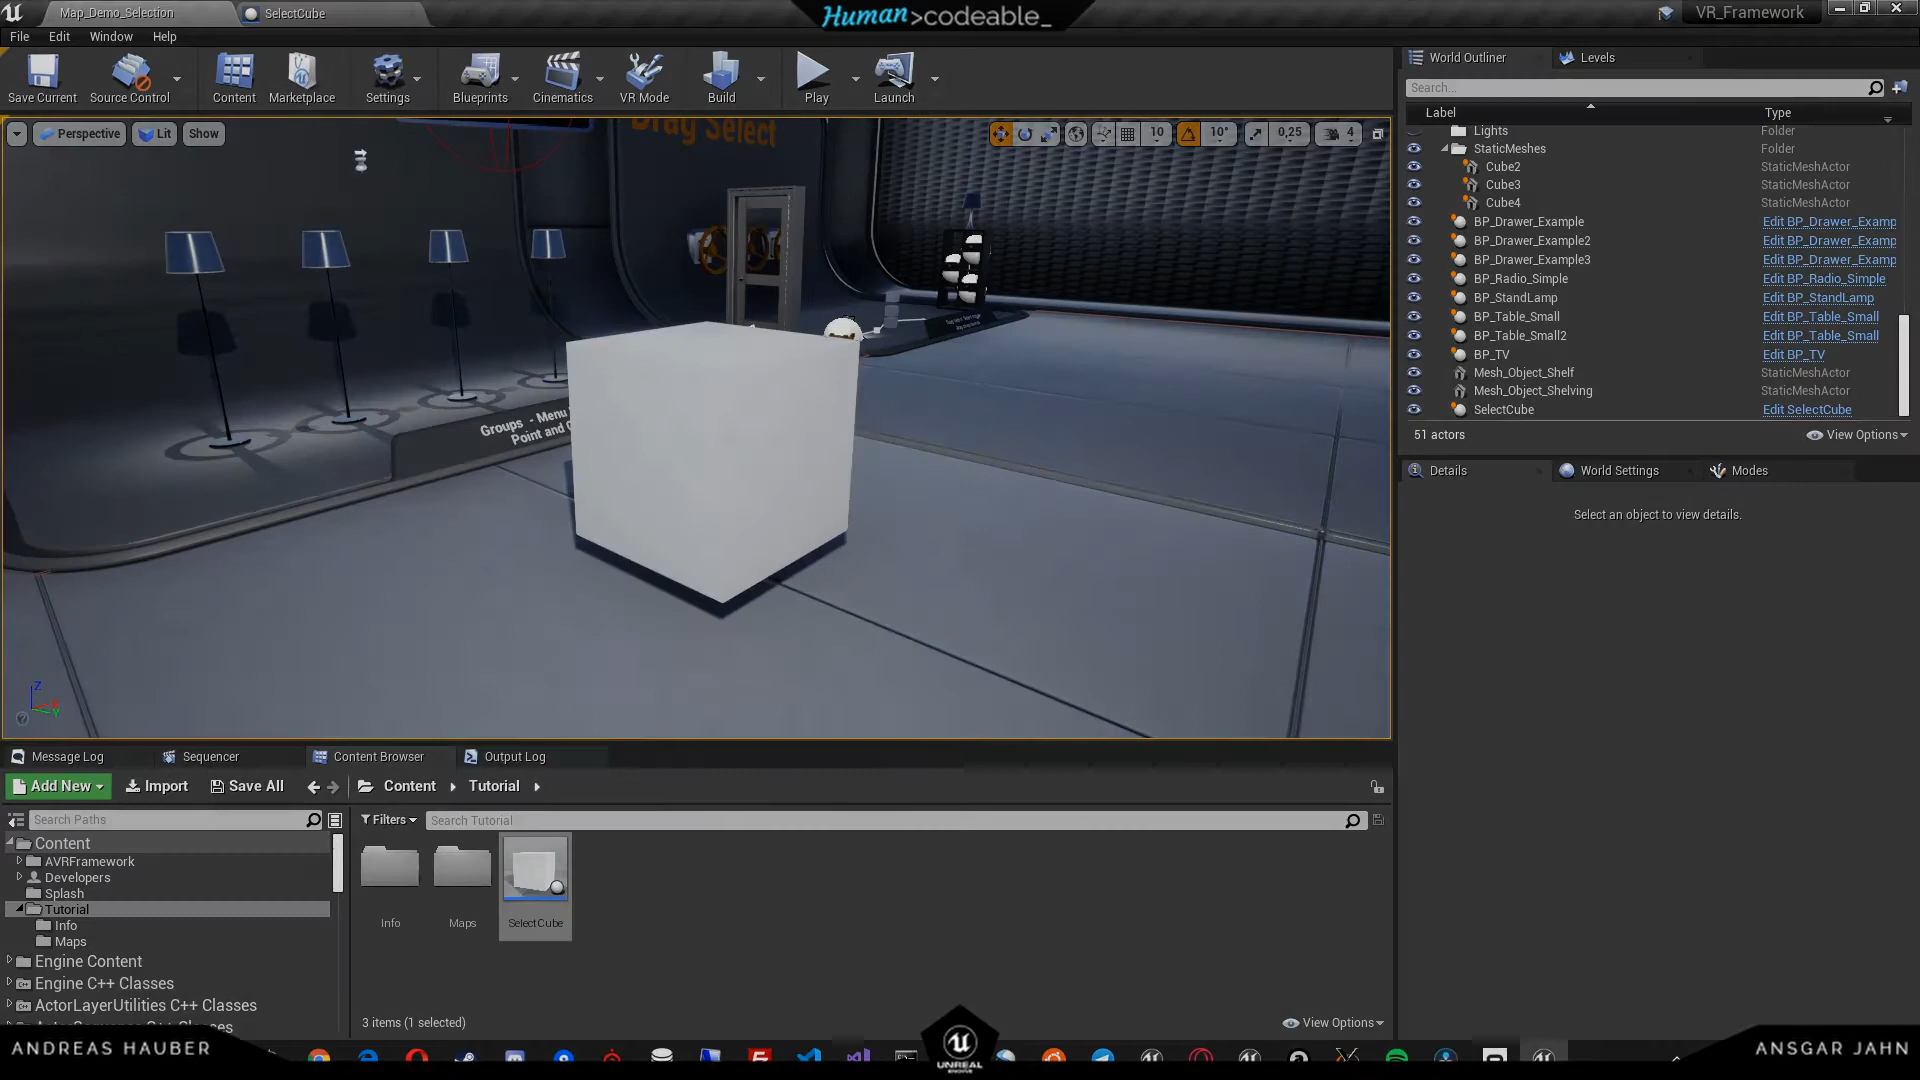 Map_Demo_Selection
SelectCube
Human>codeable_
VR_Framework
File Edit Window Help
Save Current
Source Control
Content
Marketplace
Settings
Blueprints
Cinematics
VR Mode
Build
Play
Launch
Perspective
Lit
Show
10
10°
0,25
4
Drag Select
Groups - Menu
Point and
World Outliner
Levels
Search...
Label Type
Lights Folder
StaticMeshes Folder
Cube2 StaticMeshActor
Cube3 StaticMeshActor
Cube4 StaticMeshActor
BP_Drawer_Example Edit BP_Drawer_Examp
BP_Drawer_Example2 Edit BP_Drawer_Examp
BP_Drawer_Example3 Edit BP_Drawer_Examp
BP_Radio_Simple Edit BP_Radio_Simple
BP_StandLamp Edit BP_StandLamp
BP_Table_Small Edit BP_Table_Small
BP_Table_Small2 Edit BP_Table_Small
BP_TV Edit BP_TV
Mesh_Object_Shelf StaticMeshActor
Mesh_Object_Shelving StaticMeshActor
SelectCube Edit SelectCube
51 actors
View Options
Details
World Settings
Modes
Select an object to view details.
Z
Message Log
Sequencer
Content Browser
Output Log
Add New
Import
Save All
Content
Tutorial
Search Paths
Filters
Search Tutorial
Content
AVRFramework
Developers
Splash
Tutorial
Info
Maps
Engine Content
Engine C++ Classes
ActorLayerUtilities C++ Classes
Info
Maps
SelectCube
3 items (1 selected)
View Options
ANDREAS HAUBER
UNREAL
ENGINE
ANSGAR JAHN